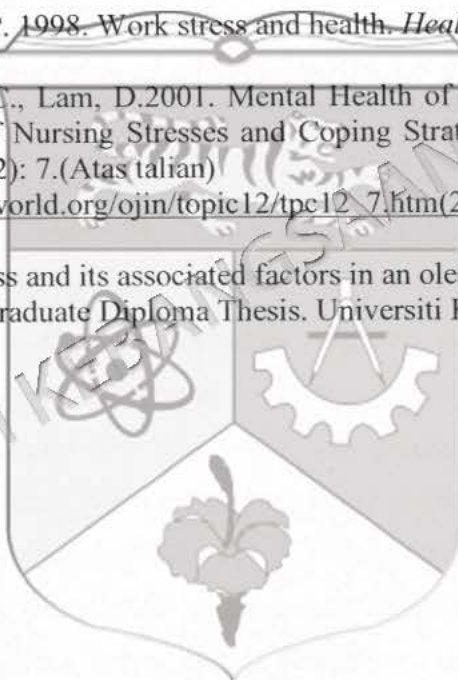 P. 1998. Work stress and health. Heal
C., Lam, D.2001. Mental Health of
f Nursing Stresses and Coping Strat
2): 7.(Atas talian)
world.org/ojin/topic12/tpc12_7.htm(2
ss and its associated factors in an ole
raduate Diploma Thesis. Universiti K
KEBANGSAAN